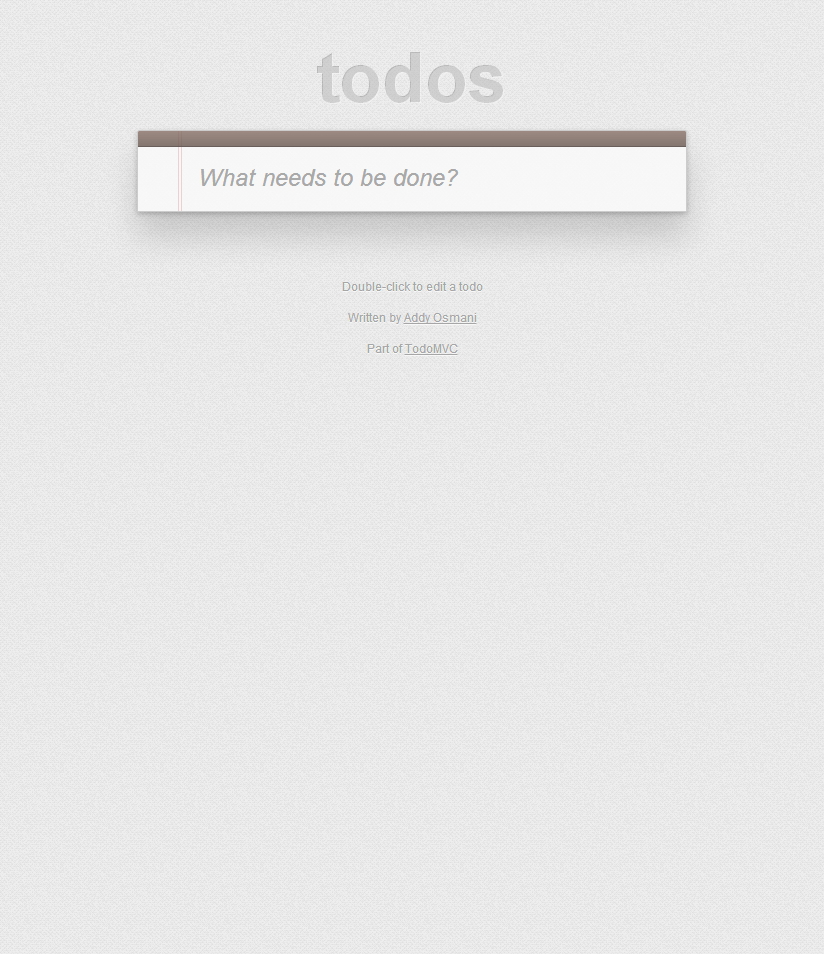 todos
What needs to be done?
Double-click to edit a todo
Written by Addy Osmani
Part of TodoMVC